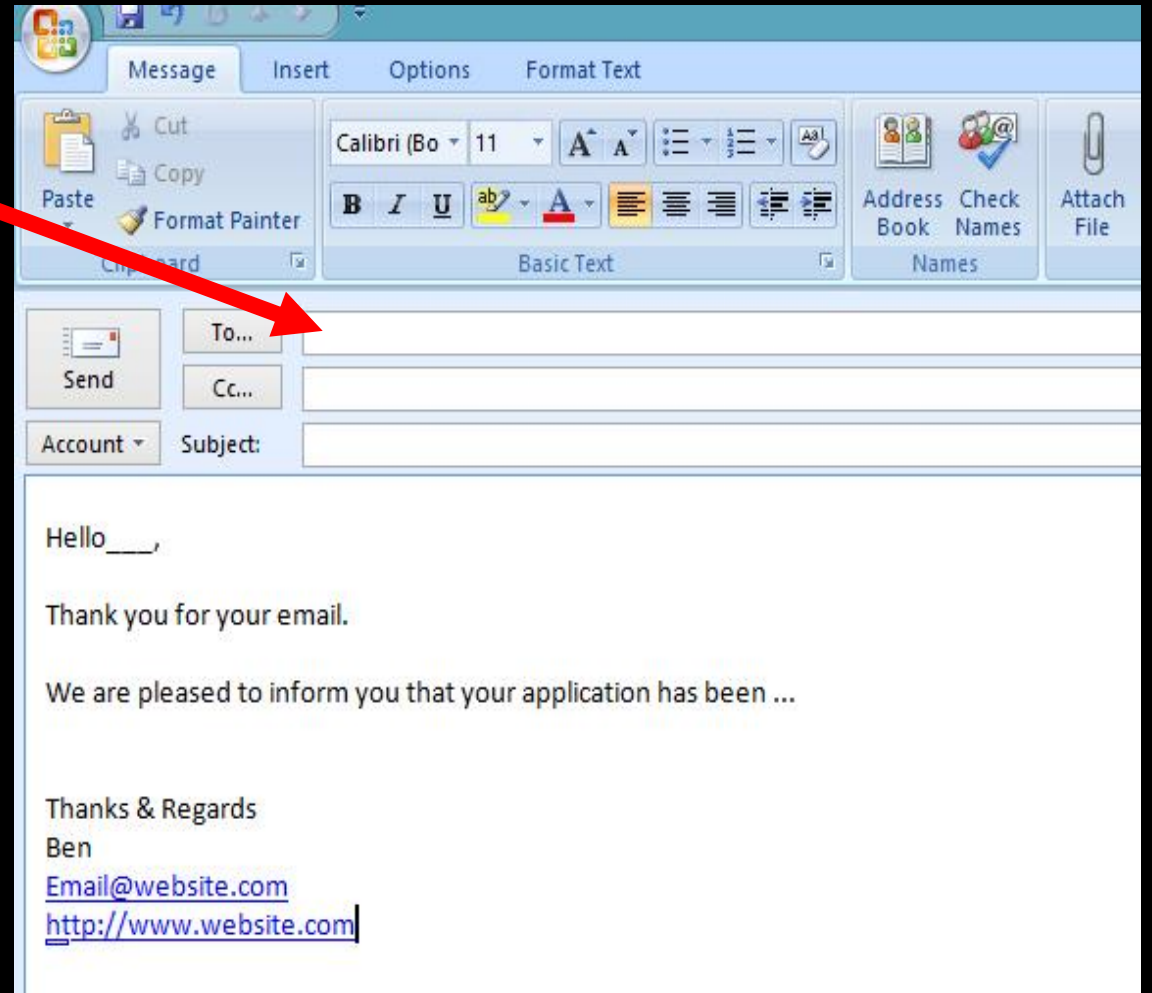 Message Insert Options Format Text
Cut
Copy
Paste
Format Painter
Calibri (Bo 11
Address Book
Check Names
Attach File
Basic Text
Names
Send
To...
Cc...
Account Subject:
Hello___,
Thank you for your email.
We are pleased to inform you that your application has been ...
Thanks & Regards
Ben
Email@website.com
http://www.website.com